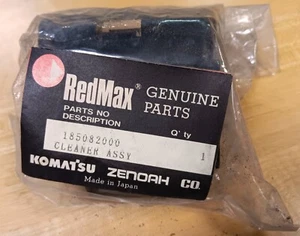 RedMax® GENUINE PARTS
PARTS NO
DESCRIPTION
Q'ty
185082000
CLEANER ASSY 1
KOMATSU ZENOAH CO.
Made in Japan